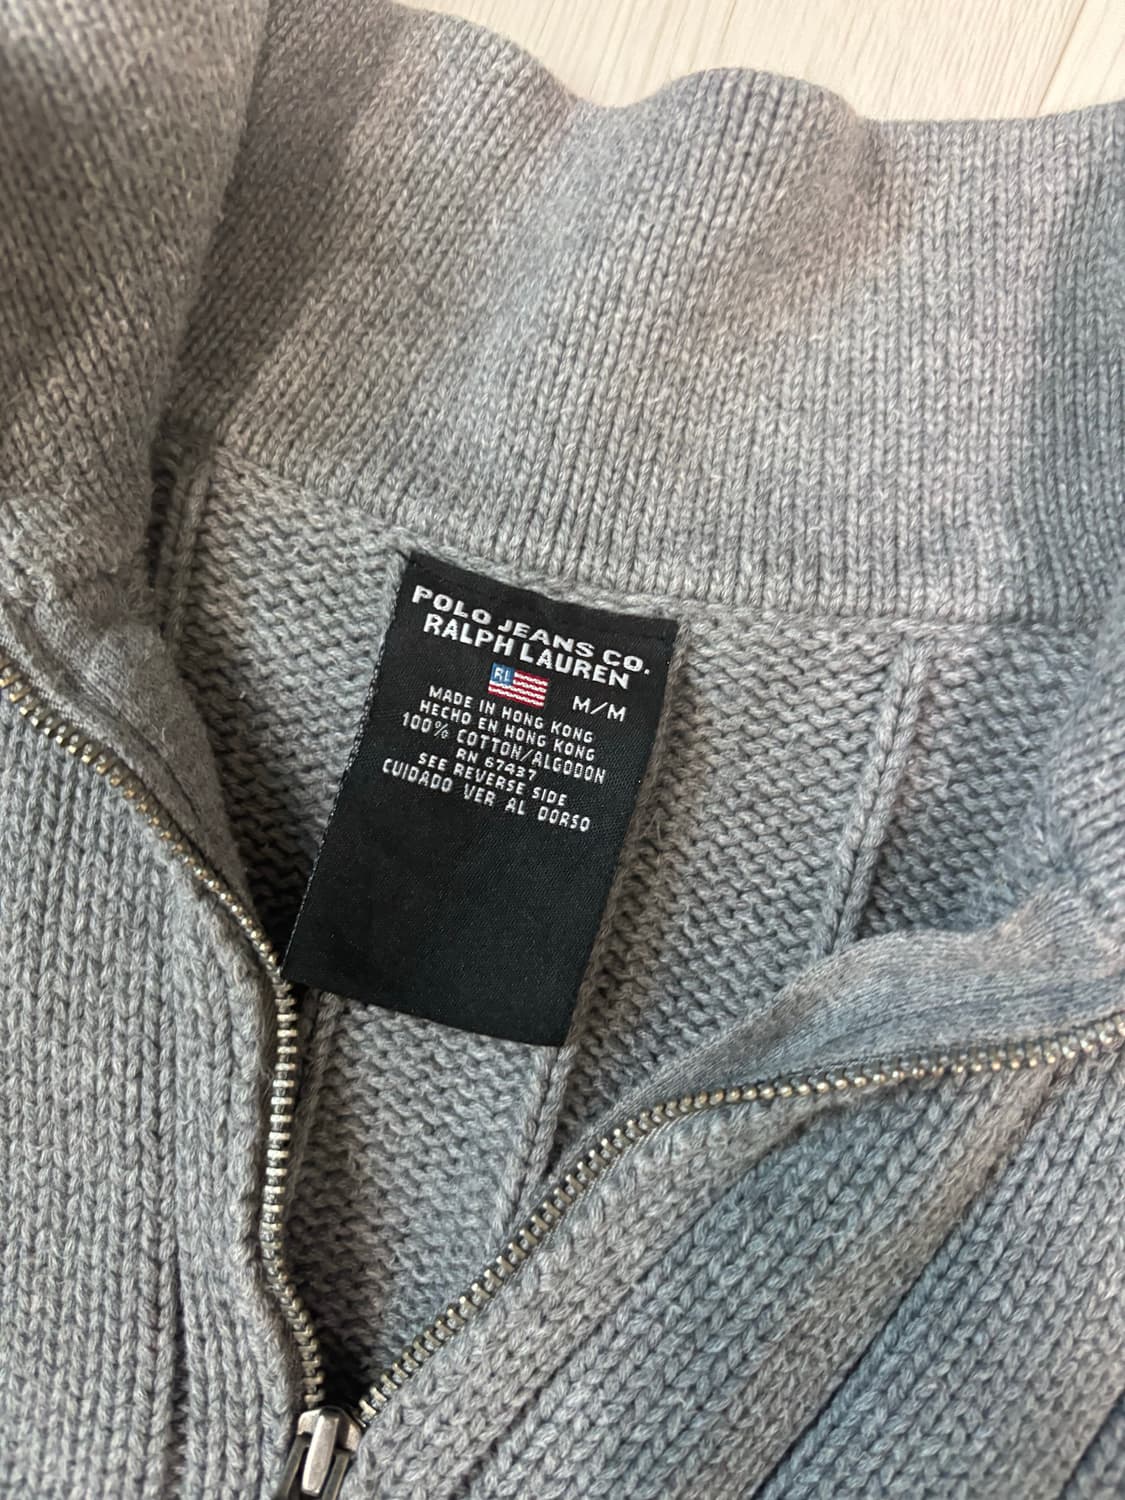 POLO JEANS CO.
RALPH LAUREN
RL
M/M
MADE IN HONG KONG
HECHO EN HONG KONG
100% COTTON/ALGODON
RN 67437
SEE REVERSE SIDE
CUIDADO VER AL DORSO